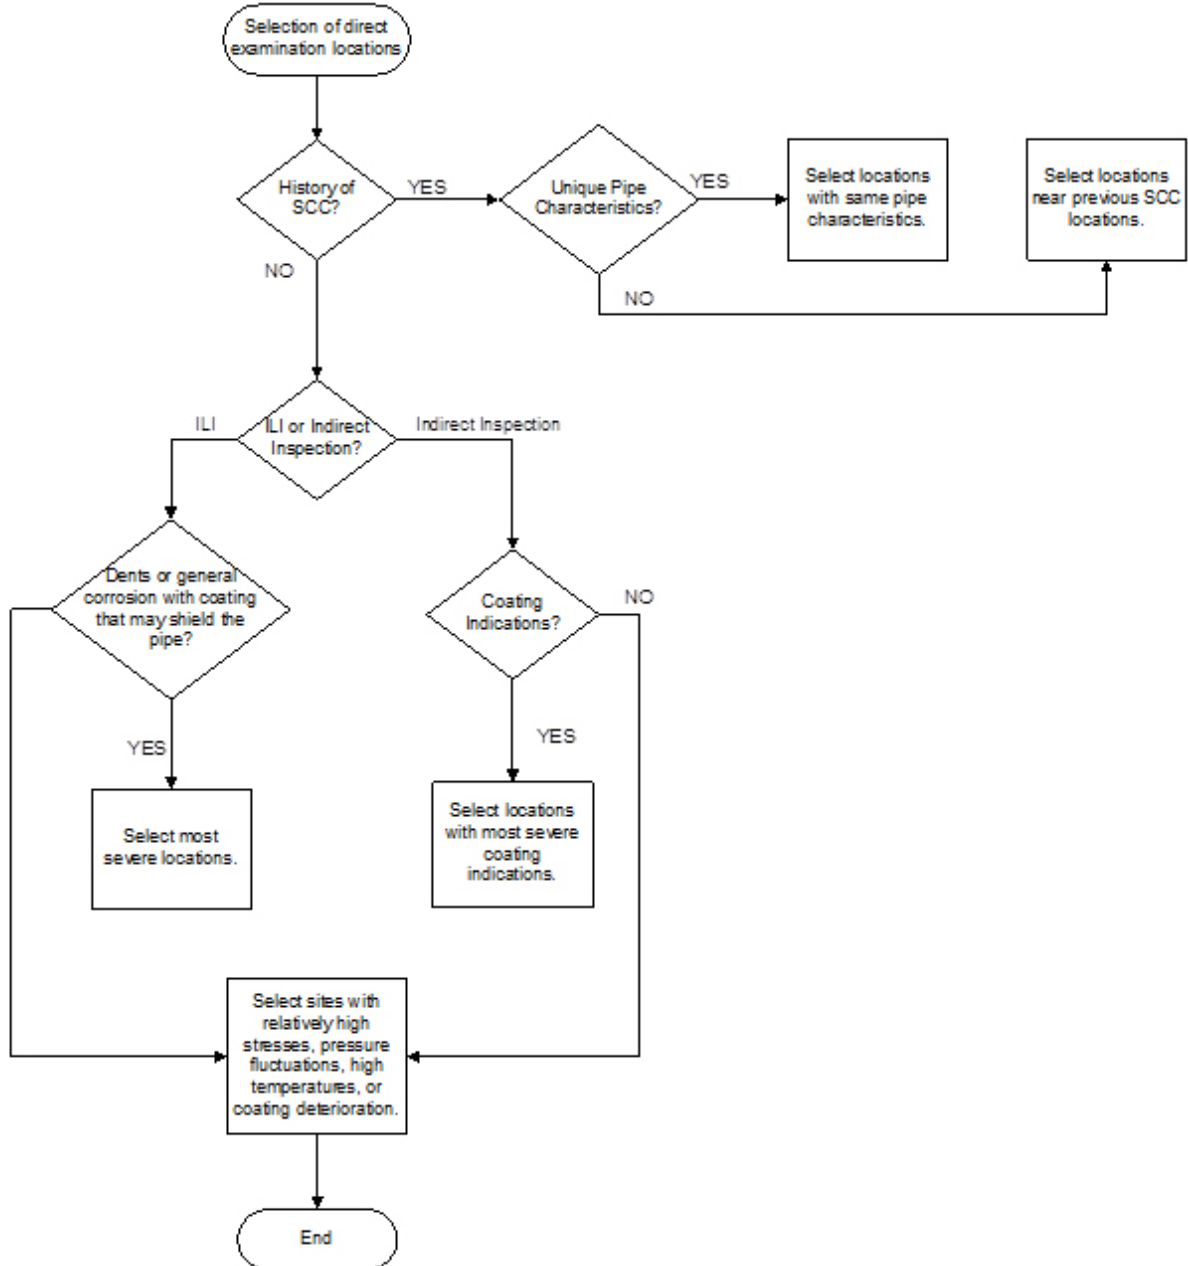 Selection of direct
examination locations
History of
SCC?
YES
Unique Pipe
Characteristics?
YES
Select locations
with same pipe
characteristics.
Select locations
near previous SCC
locations.
NO
NO
ILI
ILI or Indirect
Inspection?
Indirect Inspection
Dents or general
corrosion with coating
that may shield the
pipe?
Coating
Indications?
NO
YES
YES
Select most
severe locations.
Select locations
with most severe
coating
indications.
Select sites with
relatively high
stresses, pressure
fluctuations, high
temperatures, or
coating deterioration.
End